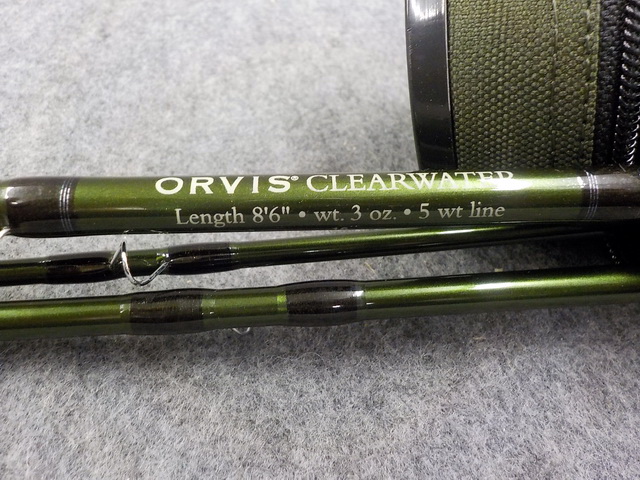 ORVIS® CLEARWATER
Length 8'6" • wt. 3 oz. • 5 wt line